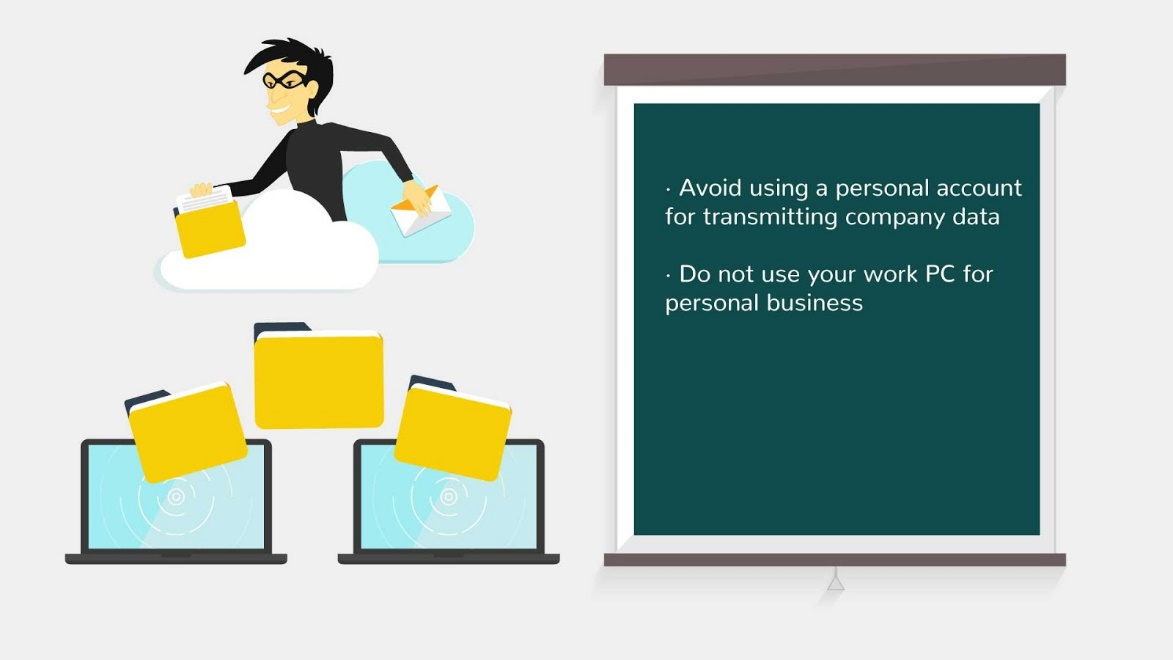 · Avoid using a personal account
for transmitting company data
· Do not use your work PC for
personal business